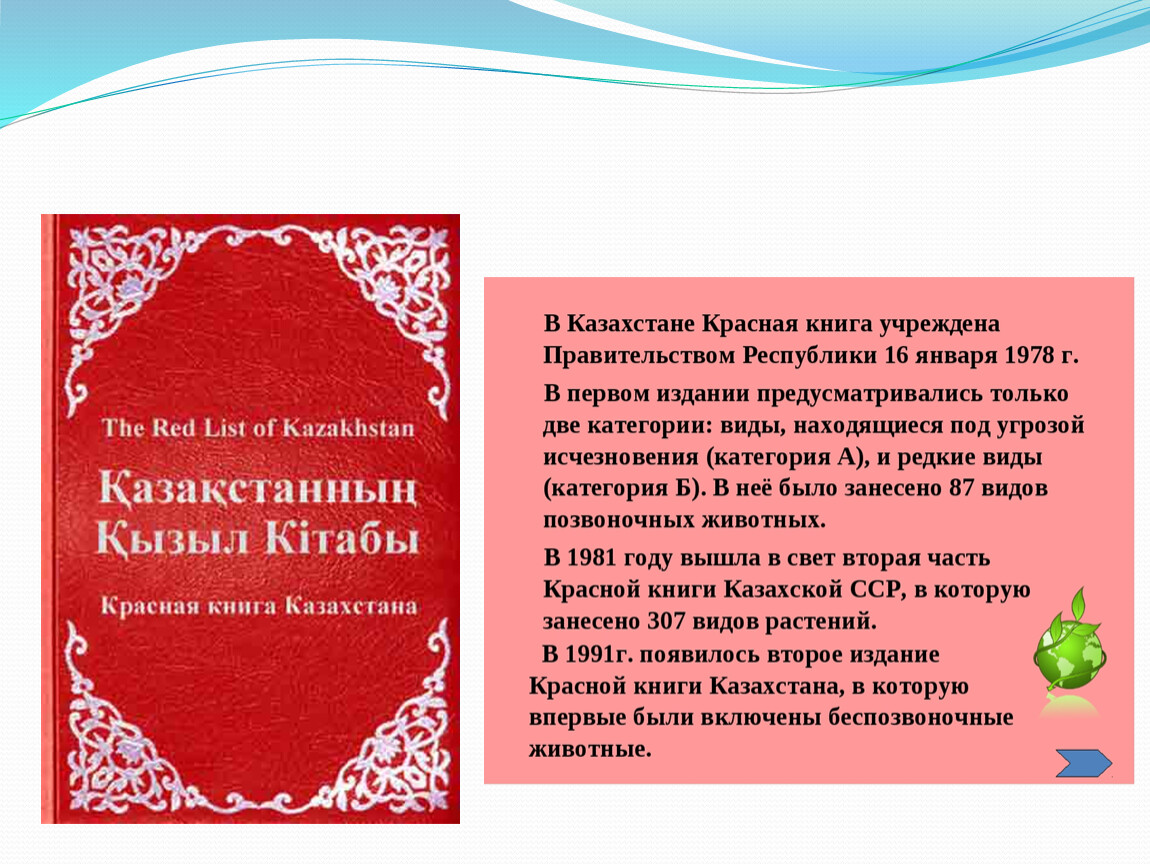 The Red List of Kazakhstan
Қазақстанның
Қызыл Кітабы
Красная книга Казахстана
В Казахстане Красная книга учреждена
Правительством Республики 16 января 1978 г.
В первом издании предусматривались только
две категории: виды, находящиеся под угрозой
исчезновения (категория А), и редкие виды
(категория Б). В неё было занесено 87 видов
позвоночных животных.
В 1981 году вышла в свет вторая часть
Красной книги Казахской ССР, в которую
занесено 307 видов растений.
В 1991г. появилось второе издание
Красной книги Казахстана, в которую
впервые были включены беспозвоночные
животные.